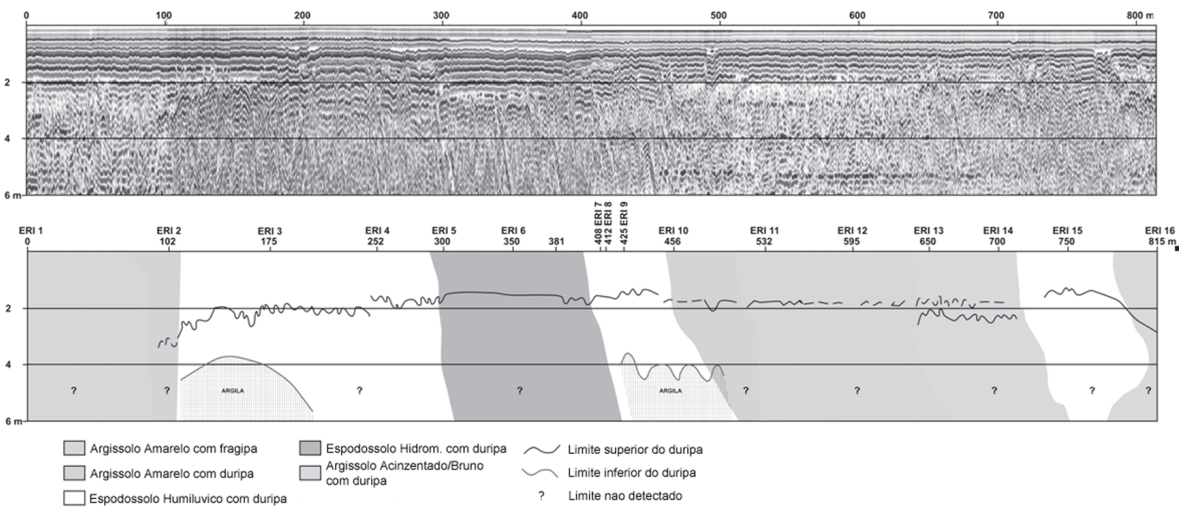 0 100 200 300 400 500 600 700 800 m
2
4
6 m
408 ERI 7
412 ERI 8
425 ERI 9
ERI 1 ERI 2 ERI 3 ERI 4 ERI 5 ERI 6 ERI 10 ERI 11 ERI 12 ERI 13 ERI 14 ERI 15 ERI 16
0 102 175 252 300 350 381 456 532 595 650 700 750 815 m
2 2
4 4
? ? ARGILA ? ? ARGILA ? ? ? ? ?
6 m
Argissolo Amarelo com fragipa
Argissolo Amarelo com duripa
Espodossolo Humiluvico com duripa
Espodossolo Hidrom. com duripa
Argissolo Acinzentado/Bruno
com duripa
Limite superior do duripa
Limite inferior do duripa
? Limite nao detectado